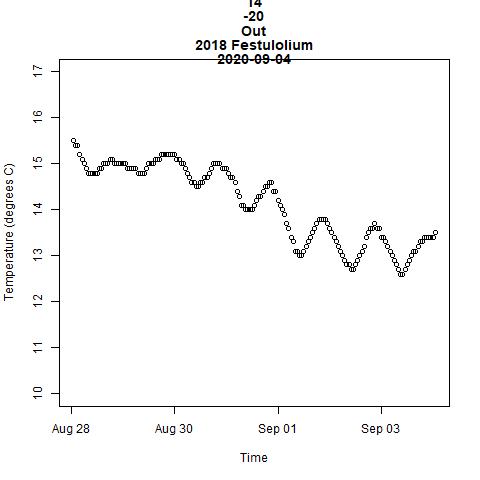 14
-20
Out
2018 Festulolium
2020-09-04
17
16
15
14
13
12
11
10
Temperature (degrees C)
Aug 28 Aug 30 Sep 01 Sep 03
Time